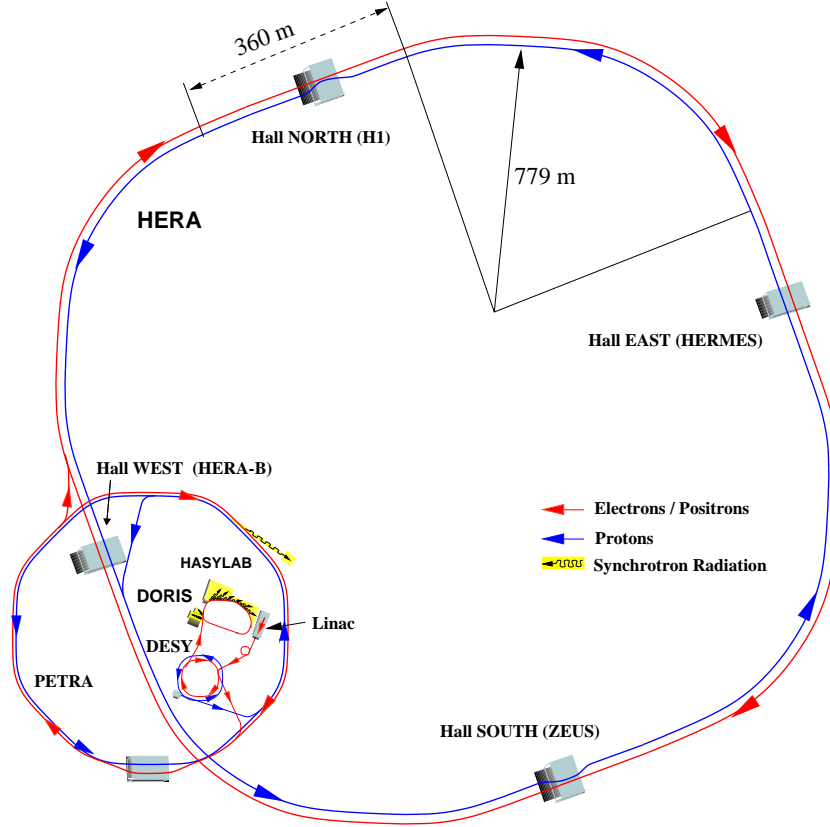 360 m
Hall NORTH (H1)
779 m
HERA
Hall EAST (HERMES)
Hall WEST (HERA-B)
Electrons / Positrons
Protons
Synchrotron Radiation
HASYLAB
DORIS
Linac
DESY
PETRA
Hall SOUTH (ZEUS)